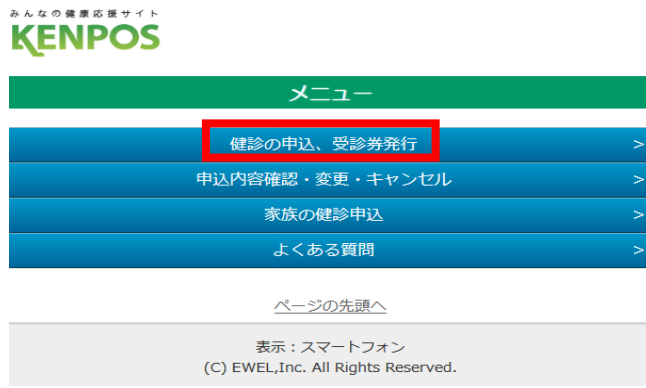 みんなの健康応援サイト
KENPOS
メニュー
健診の申込、受診券発行 >
申込内容確認・変更・キャンセル >
家族の健診申込 >
よくある質問 >
ページの先頭へ
表示：スマートフォン
(C) EWEL,Inc. All Rights Reserved.